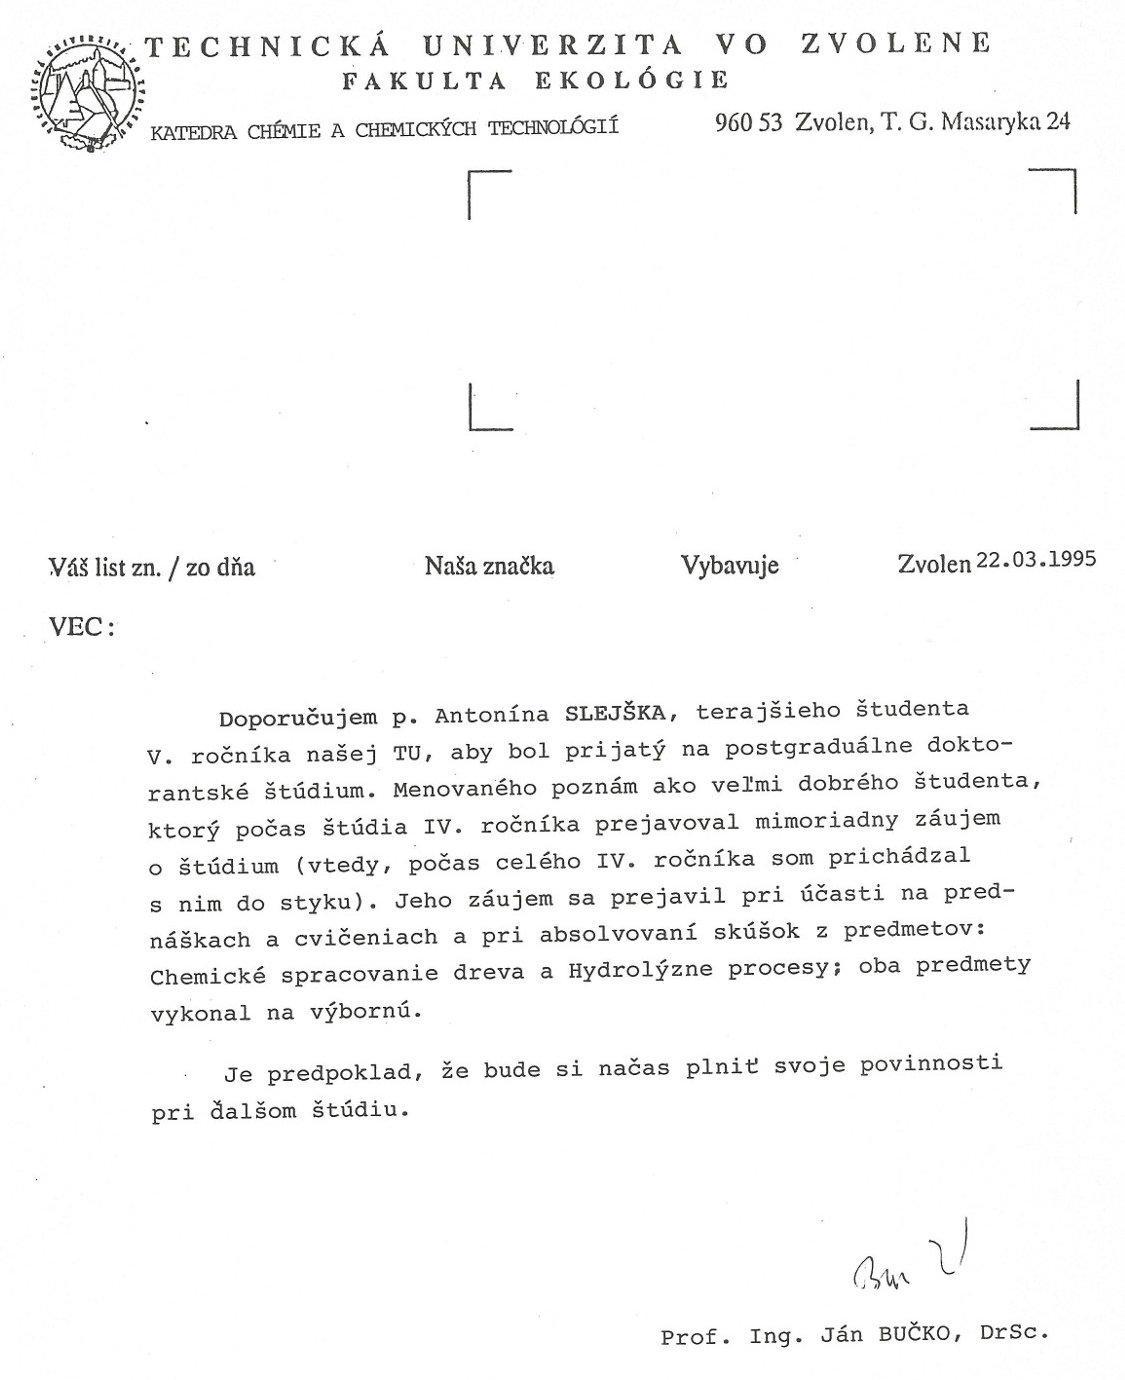 TECHNICKÁ UNIVERZITA VO ZVOLENE
FAKULTA EKOLÓGIE
KATEDRA CHÉMIE A CHEMICKÝCH TECHNOLÓGIÍ
960 53 Zvolen, T. G. Masaryka 24
Váš list zn. / zo dňa Naša značka Vybavuje Zvolen 22.03.1995
VEC:
Doporučujem p. Antonína SLEJŠKA, terajšieho študenta
V. ročníka našej TU, aby bol prijatý na postgraduálne dokto-
rantské štúdium. Menovaného poznám ako veľmi dobrého študenta,
ktorý počas štúdia IV. ročníka prejavoval mimoriadny záujem
o štúdium (vtedy, počas celého IV. ročníka som prichádzal
s nim do styku). Jeho záujem sa prejavil pri účasti na pred-
náškach a cvičeniach a pri absolvovaní skúšok z predmetov:
Chemické spracovanie dreva a Hydrolýzne procesy; oba predmety
vykonal na výbornú.
Je predpoklad, že bude si načas plniť svoje povinnosti
pri ďalšom štúdiu.
Prof. Ing. Ján BUČKO, DrSc.